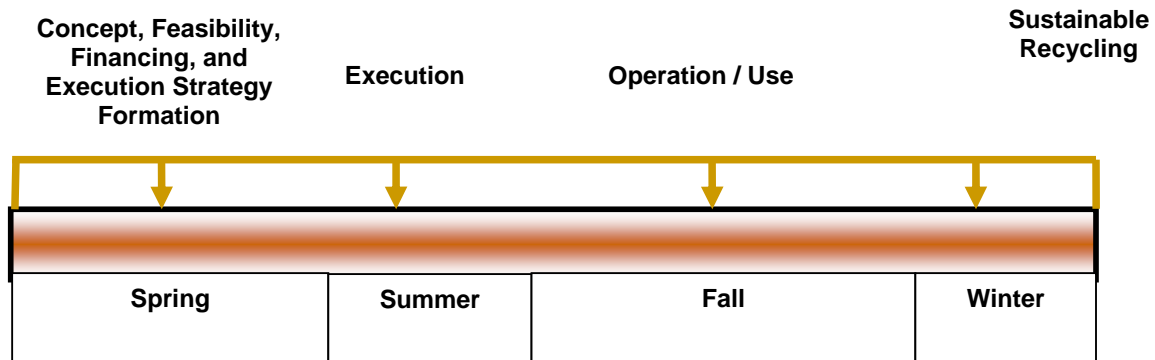 Concept, Feasibility,
Financing, and
Execution Strategy
Formation
Execution
Operation / Use
Sustainable
Recycling
Spring
Summer
Fall
Winter